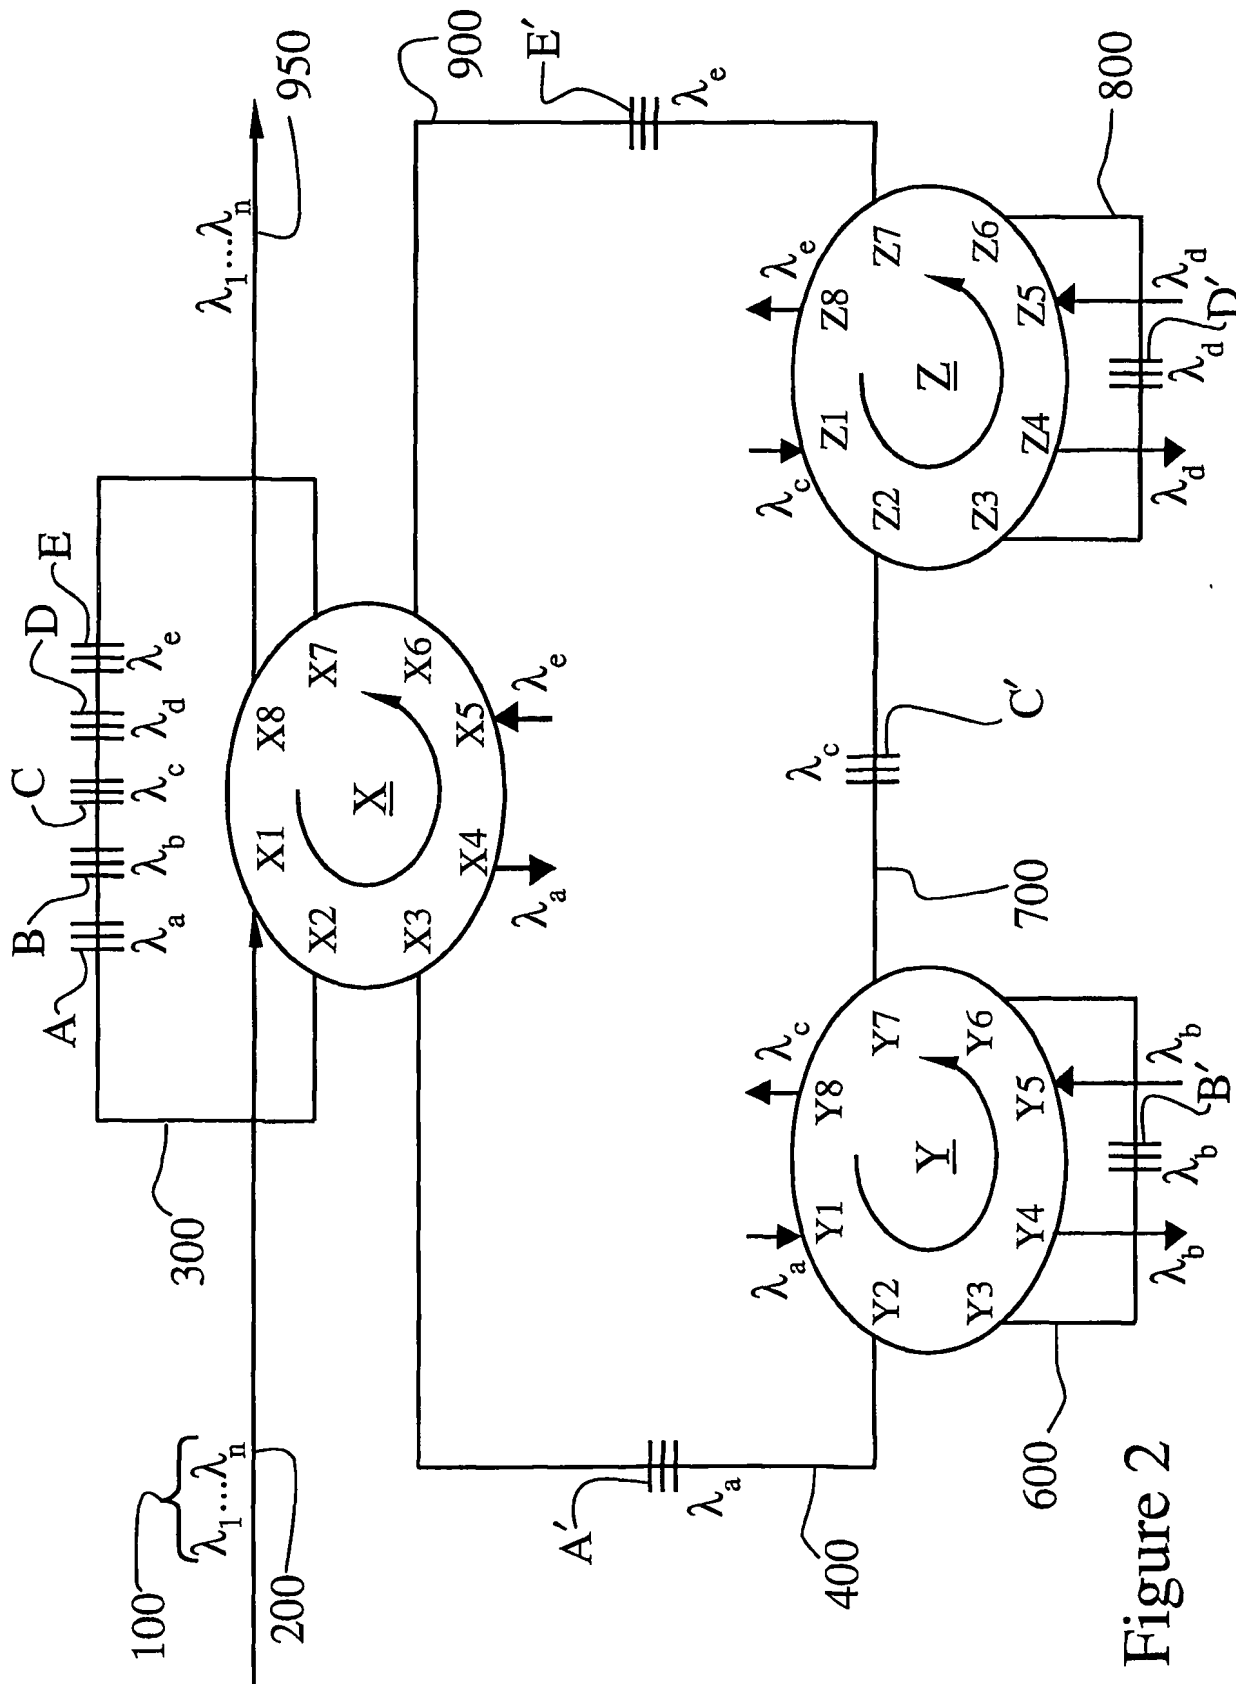 100
λ1....λn
200
300
A
B
C
D
E
λa
λb
λc
λd
λe
λ1....λn
950
X1
X2
X3
X4
X5
X6
X7
X8
X
λa
λe
900
E'
λe
A'
λa
400
λa
Y1
Y2
Y3
Y4
Y5
Y6
Y7
Y8
Y
λc
λb
λb
λb
B'
600
700
λc
C'
λc
Z1
Z2
Z3
Z4
Z5
Z6
Z7
Z8
Z
λe
λd
λd
λd
D'
800
Figure 2